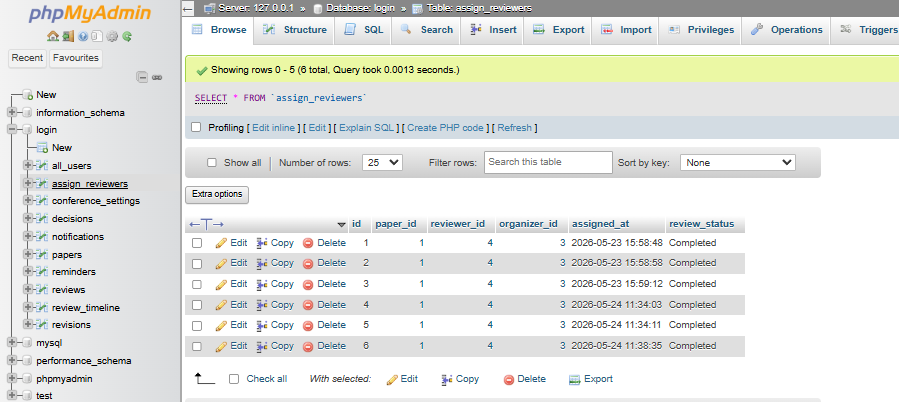 phpMyAdmin
Recent Favourites
New
information_schema
login
New
all_users
assign_reviewers
conference_settings
decisions
notifications
papers
reminders
reviews
review_timeline
revisions
mysql
performance_schema
phpmyadmin
test
Server: 127.0.0.1 » Database: login » Table: assign_reviewers
Browse Structure SQL Search Insert Export Import Privileges Operations Triggers
Showing rows 0 - 5 (6 total, Query took 0.0013 seconds.)
SELECT * FROM `assign_reviewers`
Profiling [ Edit inline ] [ Edit ] [ Explain SQL ] [ Create PHP code ] [ Refresh ]
Show all Number of rows: 25 Filter rows: Search this table Sort by key: None
Extra options
←T→ id paper_id reviewer_id organizer_id assigned_at review_status
Edit Copy Delete 1 1 4 3 2026-05-23 15:58:48 Completed
Edit Copy Delete 2 1 4 3 2026-05-23 15:58:58 Completed
Edit Copy Delete 3 1 4 3 2026-05-23 15:59:12 Completed
Edit Copy Delete 4 1 4 3 2026-05-24 11:34:03 Completed
Edit Copy Delete 5 1 4 3 2026-05-24 11:34:11 Completed
Edit Copy Delete 6 1 4 3 2026-05-24 11:38:35 Completed
Check all With selected: Edit Copy Delete Export